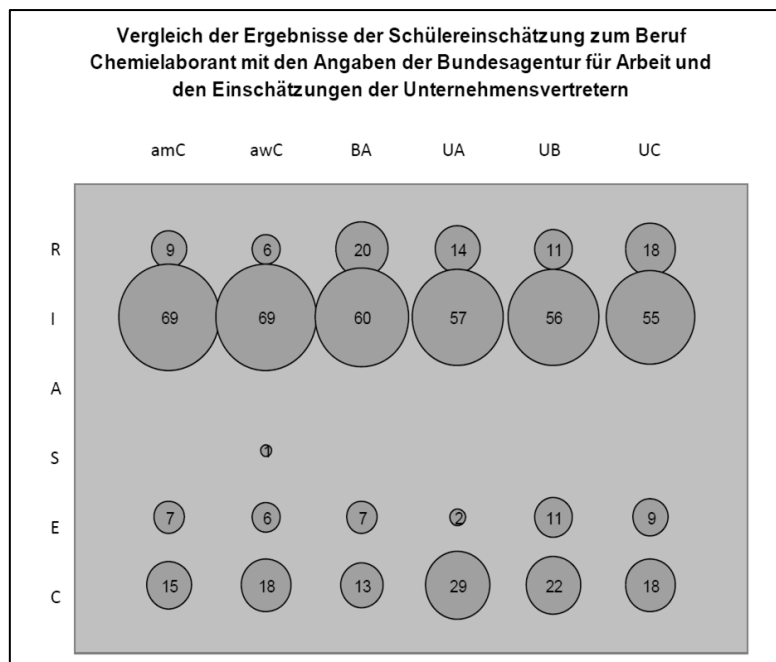 Vergleich der Ergebnisse der Schülereinschätzung zum Beruf
Chemielaborant mit den Angaben der Bundesagentur für Arbeit und
den Einschätzungen der Unternehmensvertretern
amC awC BA UA UB UC
R 9 6 20 14 11 18
I 69 69 60 57 56 55
A
S 1
E 7 6 7 2 11 9
C 15 18 13 29 22 18